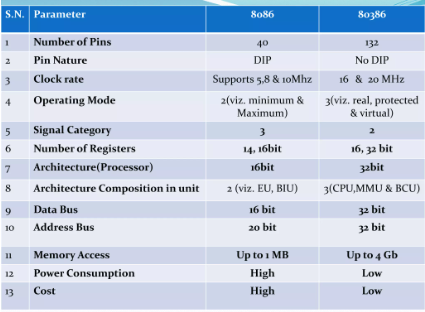 S.N. Parameter 8086 80386
1 Number of Pins 40 132
2 Pin Nature DIP No DIP
3 Clock rate Supports 5,8 & 10Mhz 16 & 20 MHz
4 Operating Mode 2(viz. minimum & 3(viz. real, protected
Maximum) & virtual)
5 Signal Category 3 2
6 Number of Registers 14, 16bit 16, 32 bit
7 Architecture(Processor) 16bit 32bit
8 Architecture Composition in unit 2 (viz. EU, BIU) 3(CPU,MMU & BCU)
9 Data Bus 16 bit 32 bit
10 Address Bus 20 bit 32 bit
11 Memory Access Up to 1 MB Up to 4 Gb
12 Power Consumption High Low
13 Cost High Low